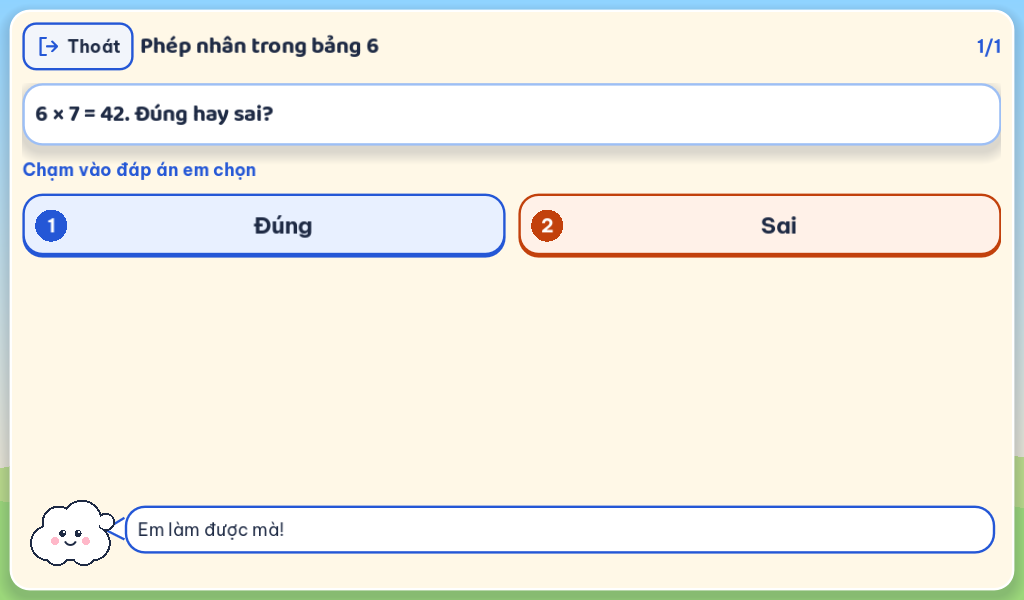 Thoát
Phép nhân trong bảng 6
1/1
6 × 7 = 42. Đúng hay sai?
Chạm vào đáp án em chọn
1 Đúng
2 Sai
Em làm được mà!